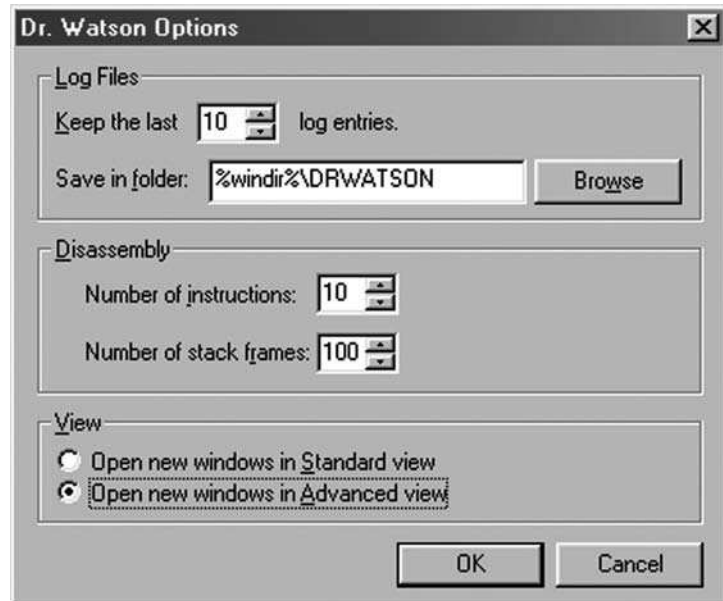 Dr. Watson Options
Log Files
Keep the last 10 log entries.
Save in folder: %windir%\DRWATSON Browse
Disassembly
Number of instructions: 10
Number of stack frames: 100
View
Open new windows in Standard view
Open new windows in Advanced view
OK Cancel